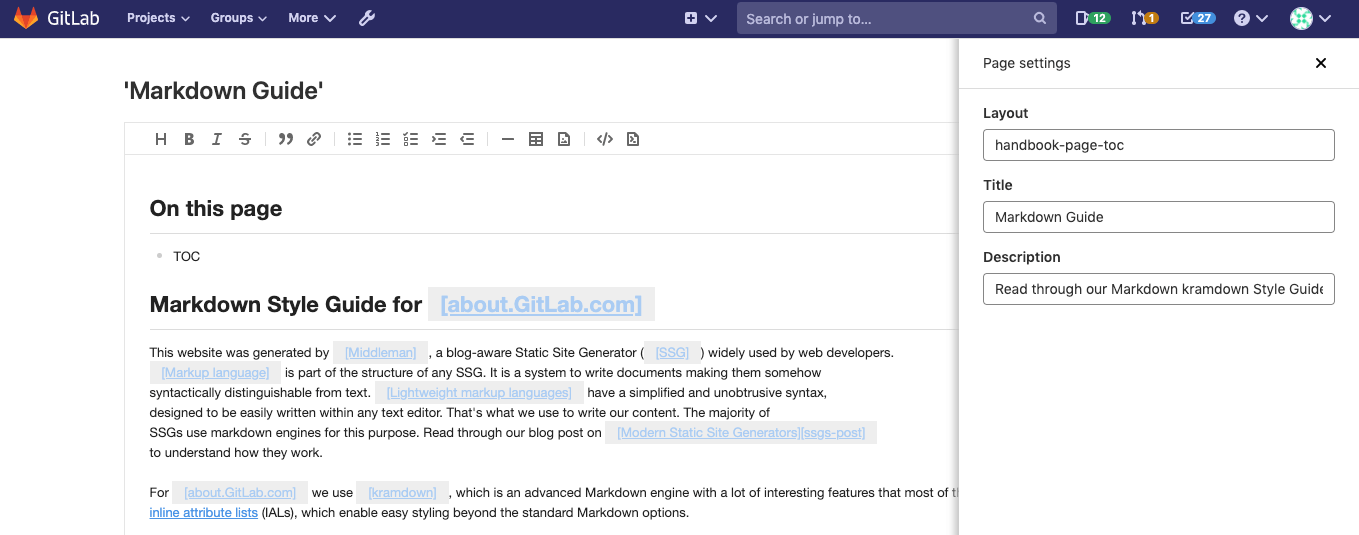 GitLab Projects Groups More Search or jump to... 12 1 27
'Markdown Guide'
On this page
TOC
Markdown Style Guide for [about.GitLab.com]
This website was generated by [Middleman] , a blog-aware Static Site Generator ( [SSG] ) widely used by web developers.
[Markup language] is part of the structure of any SSG. It is a system to write documents making them somehow
syntactically distinguishable from text. [Lightweight markup languages] have a simplified and unobtrusive syntax,
designed to be easily written within any text editor. That's what we use to write our content. The majority of
SSGs use markdown engines for this purpose. Read through our blog post on [Modern Static Site Generators][ssgs-post]
to understand how they work.
For [about.GitLab.com] we use [kramdown] , which is an advanced Markdown engine with a lot of interesting features that most of
inline attribute lists (IALs), which enable easy styling beyond the standard Markdown options.
Page settings
Layout
handbook-page-toc
Title
Markdown Guide
Description
Read through our Markdown kramdown Style Guide